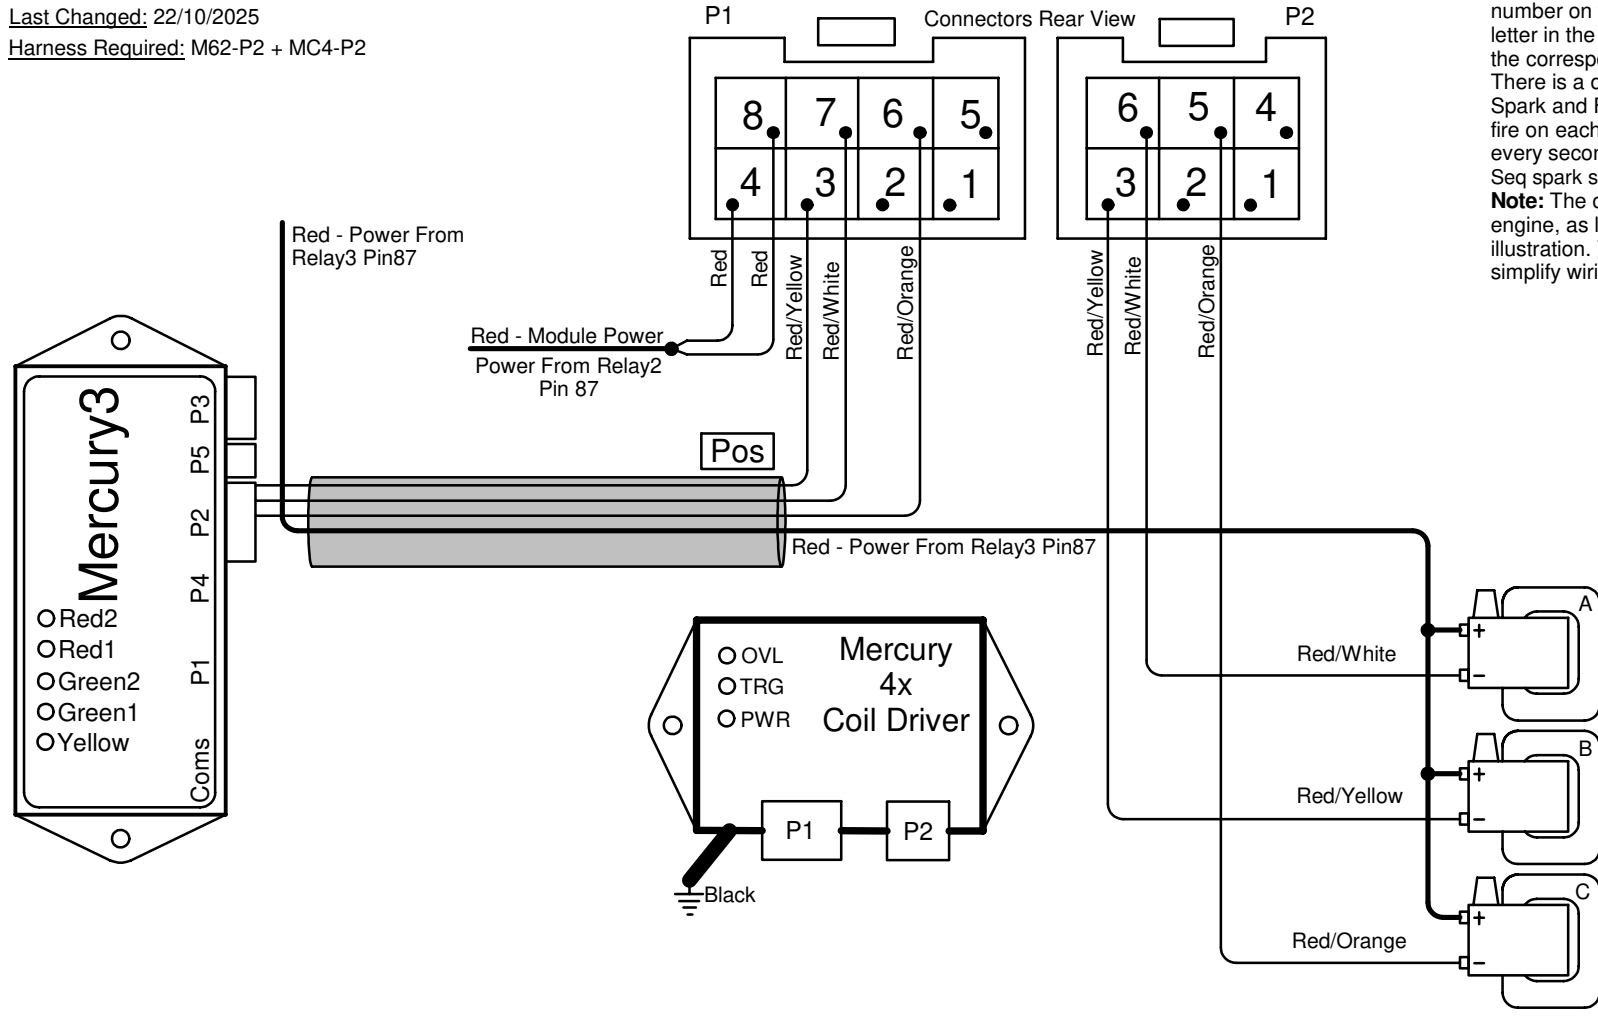 Last Changed: 22/10/2025
Harness Required: M62-P2 + MC4-P2
P1
Connectors Rear View
P2
8 7 6 5
4 3 2 1
6 5 4
3 2 1
number on
letter in the
the corresp
There is a
Spark and
fire on each
every secon
Seq spark s
Note: The
engine, as
illustration.
simplify wiri
Red - Power From
Relay3 Pin87
Red
Red
Red/Yellow
Red/White
Red/Orange
Red/Yellow
Red/White
Red/Orange
Red - Module Power
Power From Relay2
Pin 87
Pos
Red - Power From Relay3 Pin87
Mercury3
P3
P5
P2
P4
P1
Coms
Red2
Red1
Green2
Green1
Yellow
OVL
TRG
PWR
Mercury
4x
Coil Driver
P1
P2
Black
Red/White
Red/Yellow
Red/Orange
A
+
-
B
+
-
C
+
-